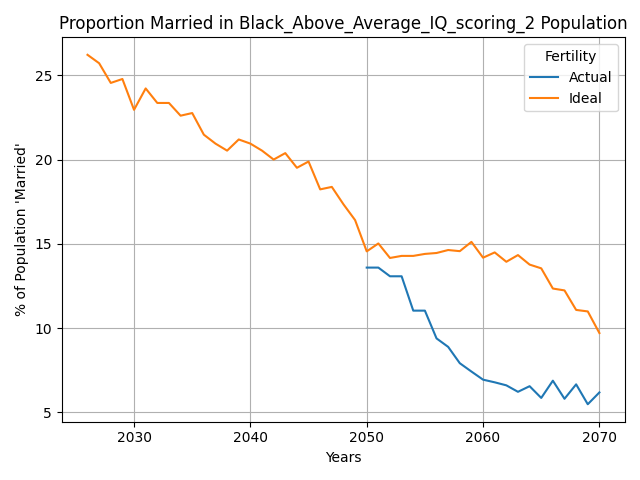 Proportion Married in Black_Above_Average_IQ_scoring_2 Population
Fertility
Actual
Ideal
% of Population 'Married'
25
20
15
10
5
2030
2040
2050
2060
2070
Years